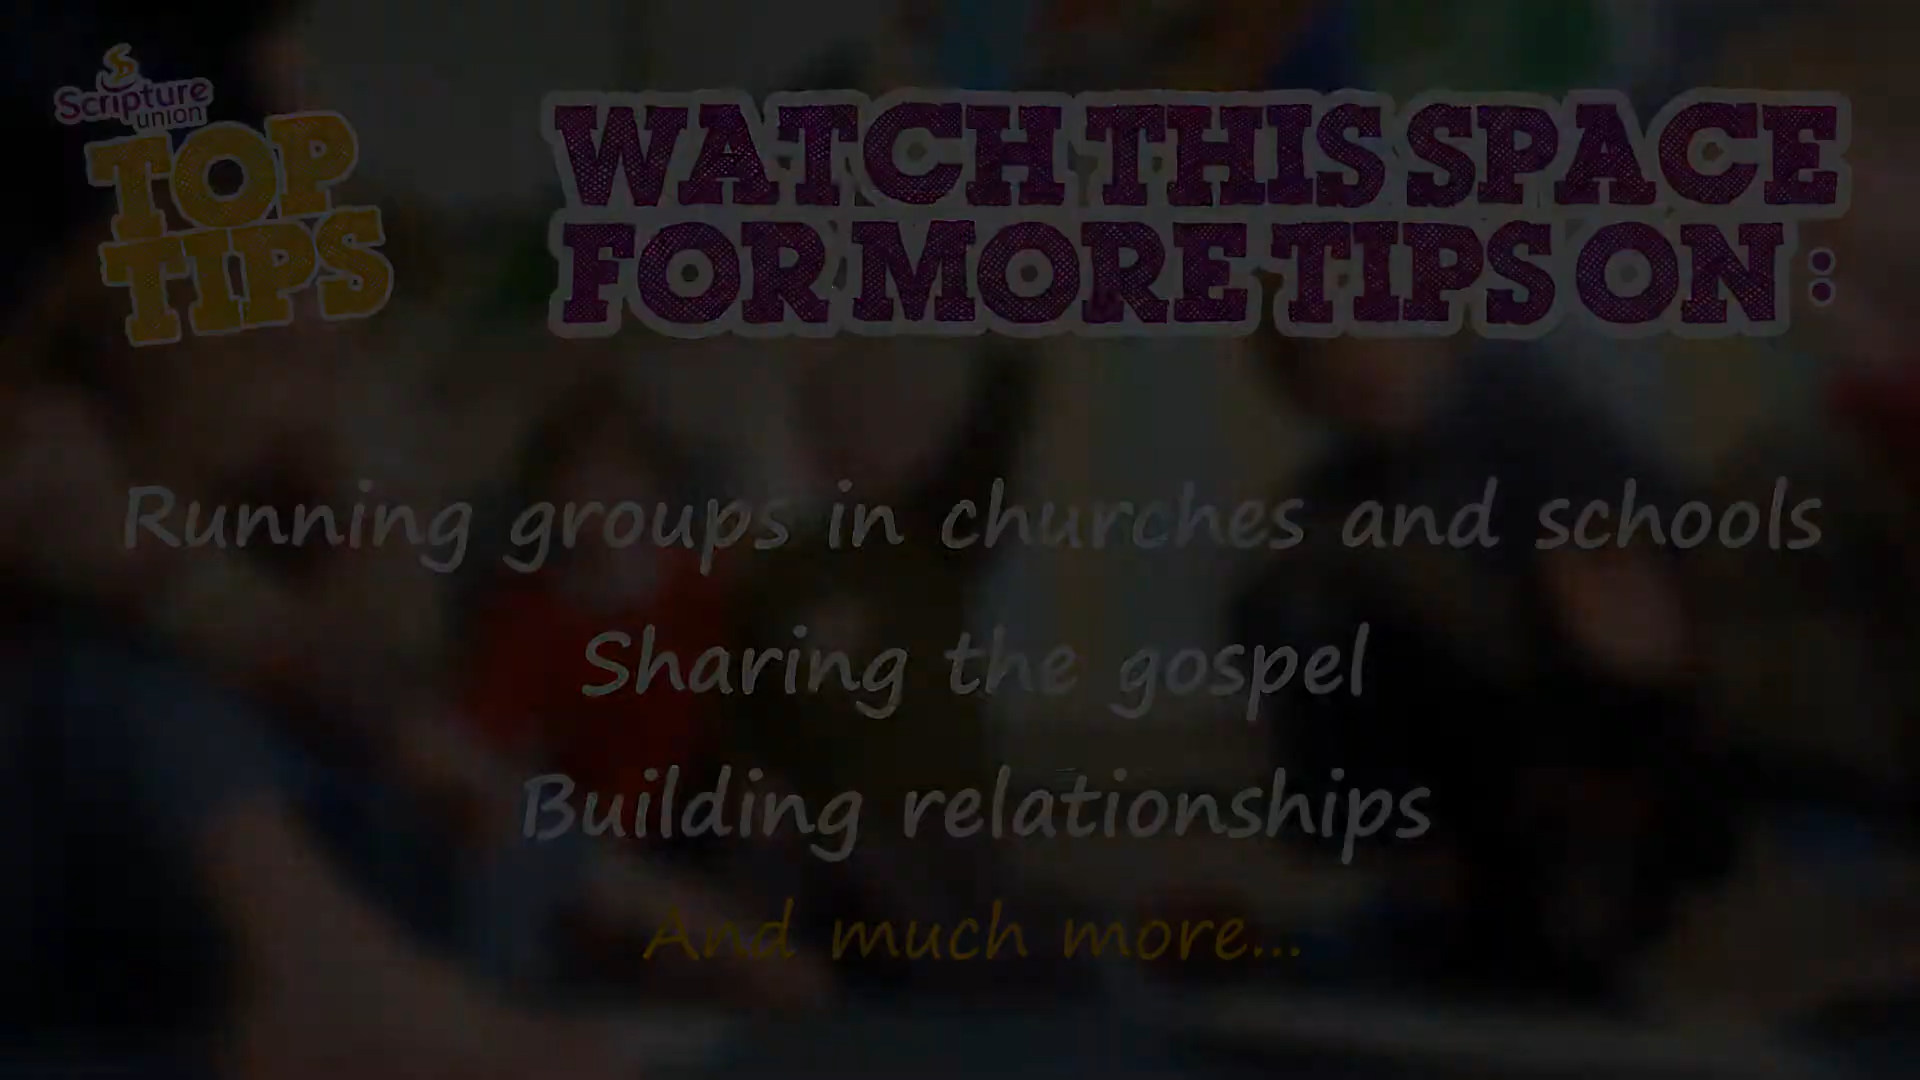 Scripture
union
TOP
TIPS
WATCH THIS SPACE
FOR MORE TIPS ON :
Running groups in churches and schools
Sharing the gospel
Building relationships
And much more...